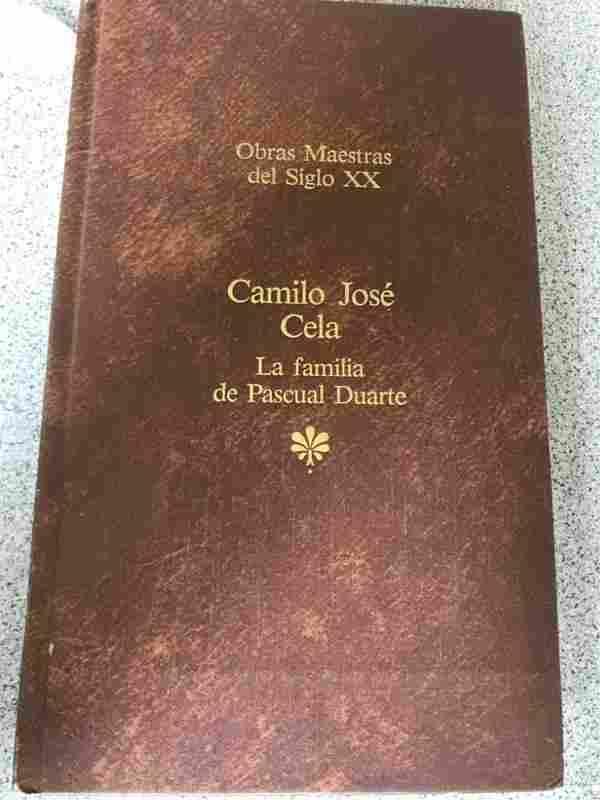 Obras Maestras
del Siglo XX
Camilo José
Cela
La familia
de Pascual Duarte